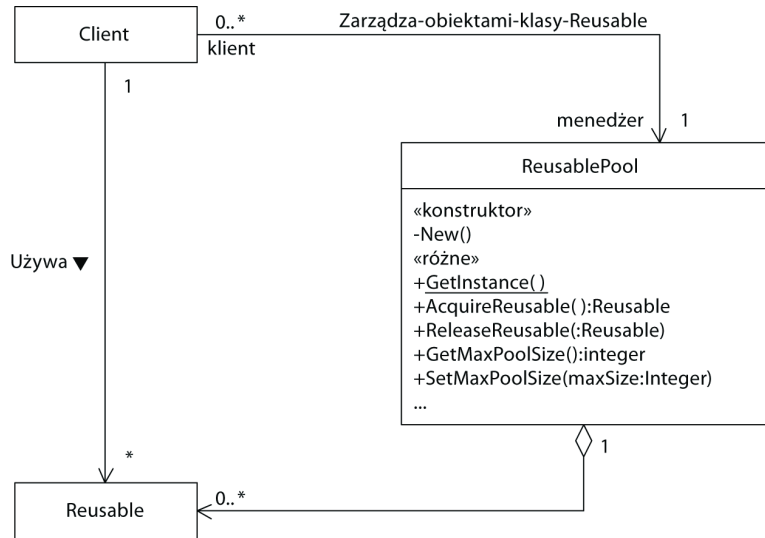 Client
0..*
Zarządza-obiektami-klasy-Reusable
klient
1
menedżer
1
ReusablePool
«konstruktor»
-New()
«różne»
+GetInstance()
+AcquireReusable():Reusable
+ReleaseReusable(:Reusable)
+GetMaxPoolSize():integer
+SetMaxPoolSize(maxSize:Integer)
...
Używa ▼
1
*
0..*
Reusable